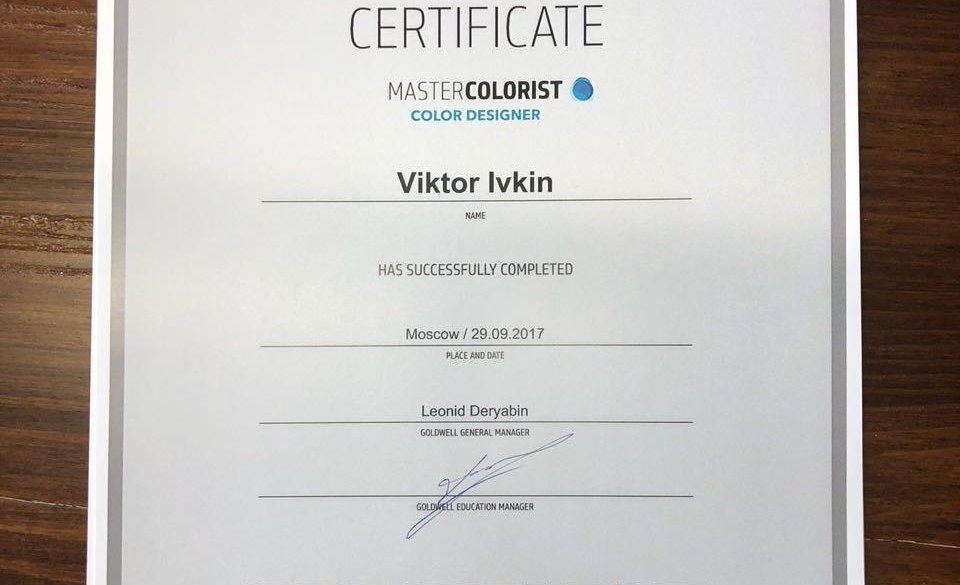 CERTIFICATE
MASTERCOLORIST
COLOR DESIGNER
Viktor Ivkin
NAME
HAS SUCCESSFULLY COMPLETED
Moscow / 29.09.2017
PLACE AND DATE
Leonid Deryabin
GOLDWELL GENERAL MANAGER
GOLDWELL EDUCATION MANAGER